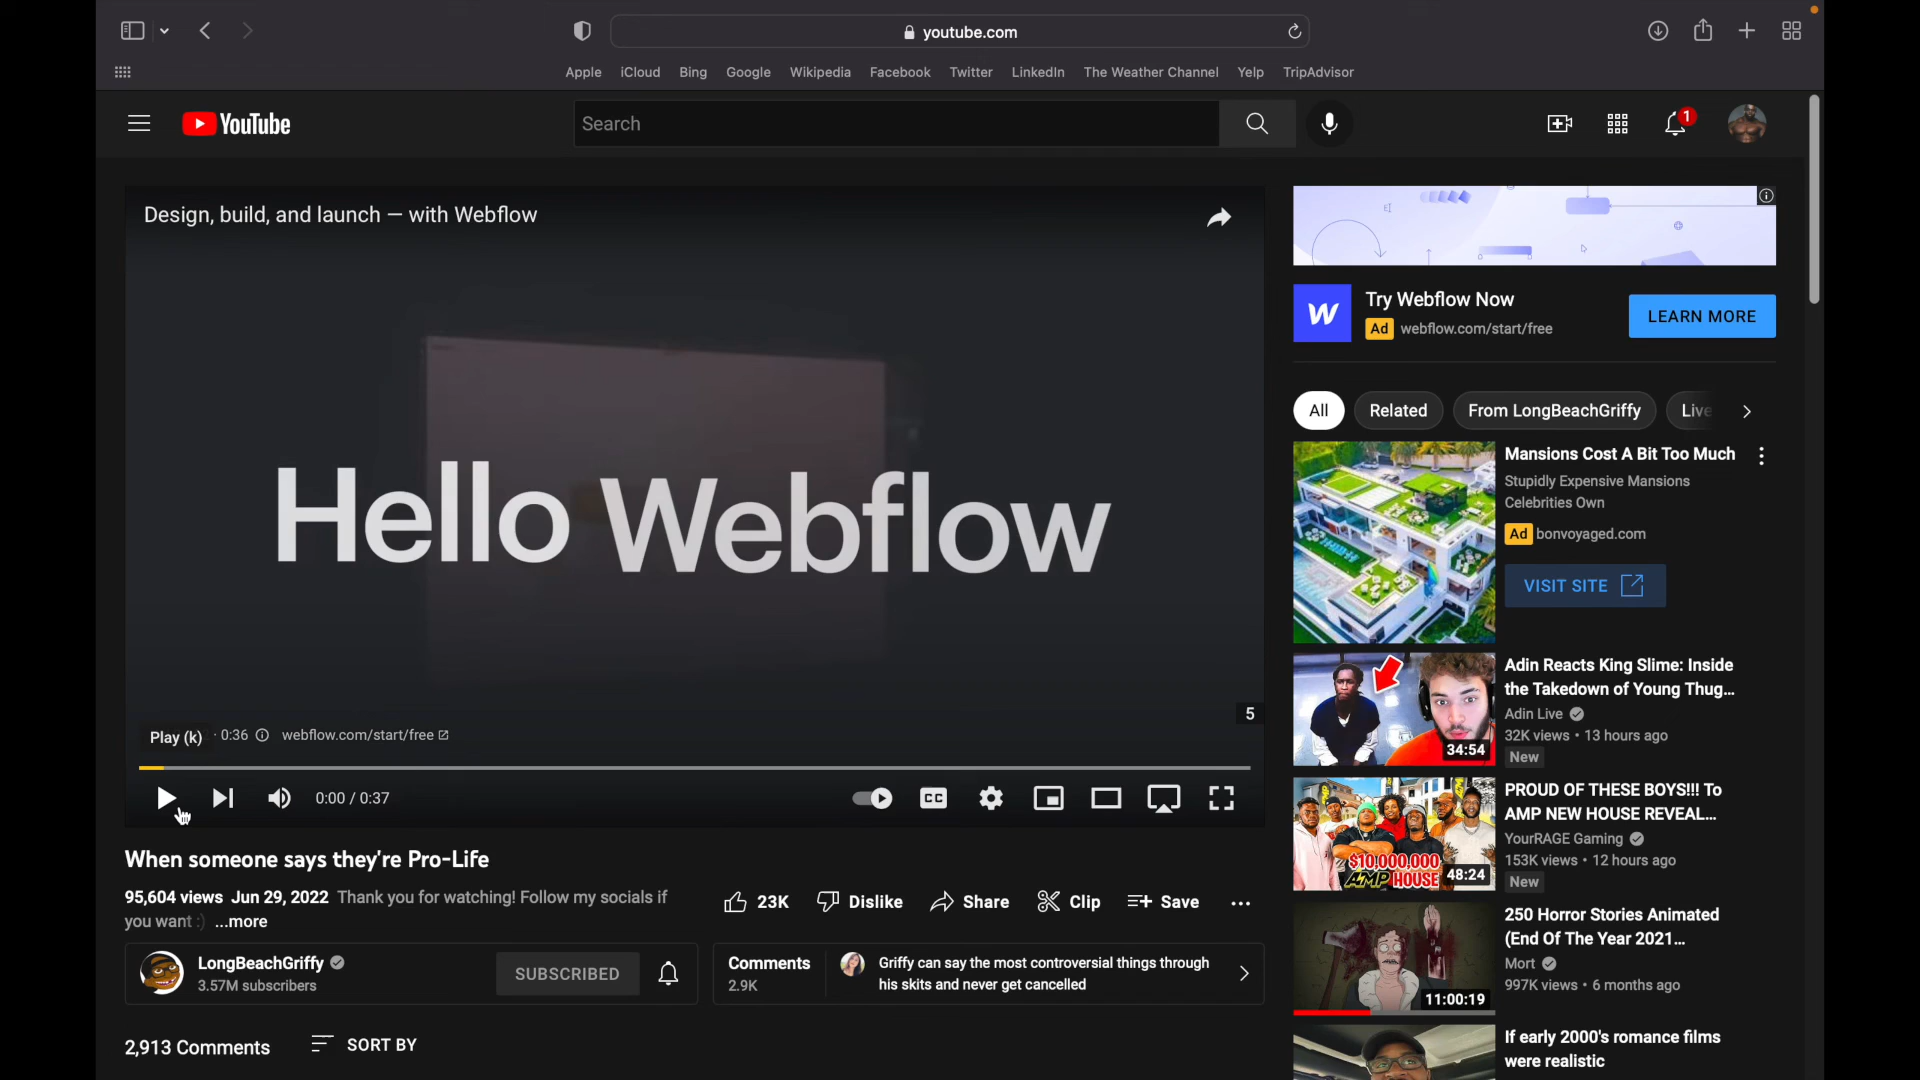 youtube.com
Apple iCloud Bing Google Wikipedia Facebook Twitter LinkedIn The Weather Channel Yelp TripAdvisor
YouTube
Search
1
Design, build, and launch — with Webflow
Hello Webflow
5
Play (k) · 0:36 webflow.com/start/free
0:00 / 0:37
CC
When someone says they're Pro-Life
95,604 views Jun 29, 2022 Thank you for watching! Follow my socials if
you want :) ...more
23K Dislike Share Clip Save
LongBeachGriffy
3.57M subscribers
SUBSCRIBED
Comments
2.9K
Griffy can say the most controversial things through
his skits and never get cancelled
2,913 Comments
SORT BY
W
Try Webflow Now
Ad webflow.com/start/free
LEARN MORE
All Related From LongBeachGriffy Live
Mansions Cost A Bit Too Much
Stupidly Expensive Mansions
Celebrities Own
Ad bonvoyaged.com
VISIT SITE
34:54
Adin Reacts King Slime: Inside
the Takedown of Young Thug...
Adin Live
32K views • 13 hours ago
New
$10,000,000
AMP HOUSE
48:24
PROUD OF THESE BOYS!!! To
AMP NEW HOUSE REVEAL...
YourRAGE Gaming
153K views • 12 hours ago
New
11:00:19
250 Horror Stories Animated
(End Of The Year 2021...
Mort
997K views • 6 months ago
If early 2000's romance films
were realistic